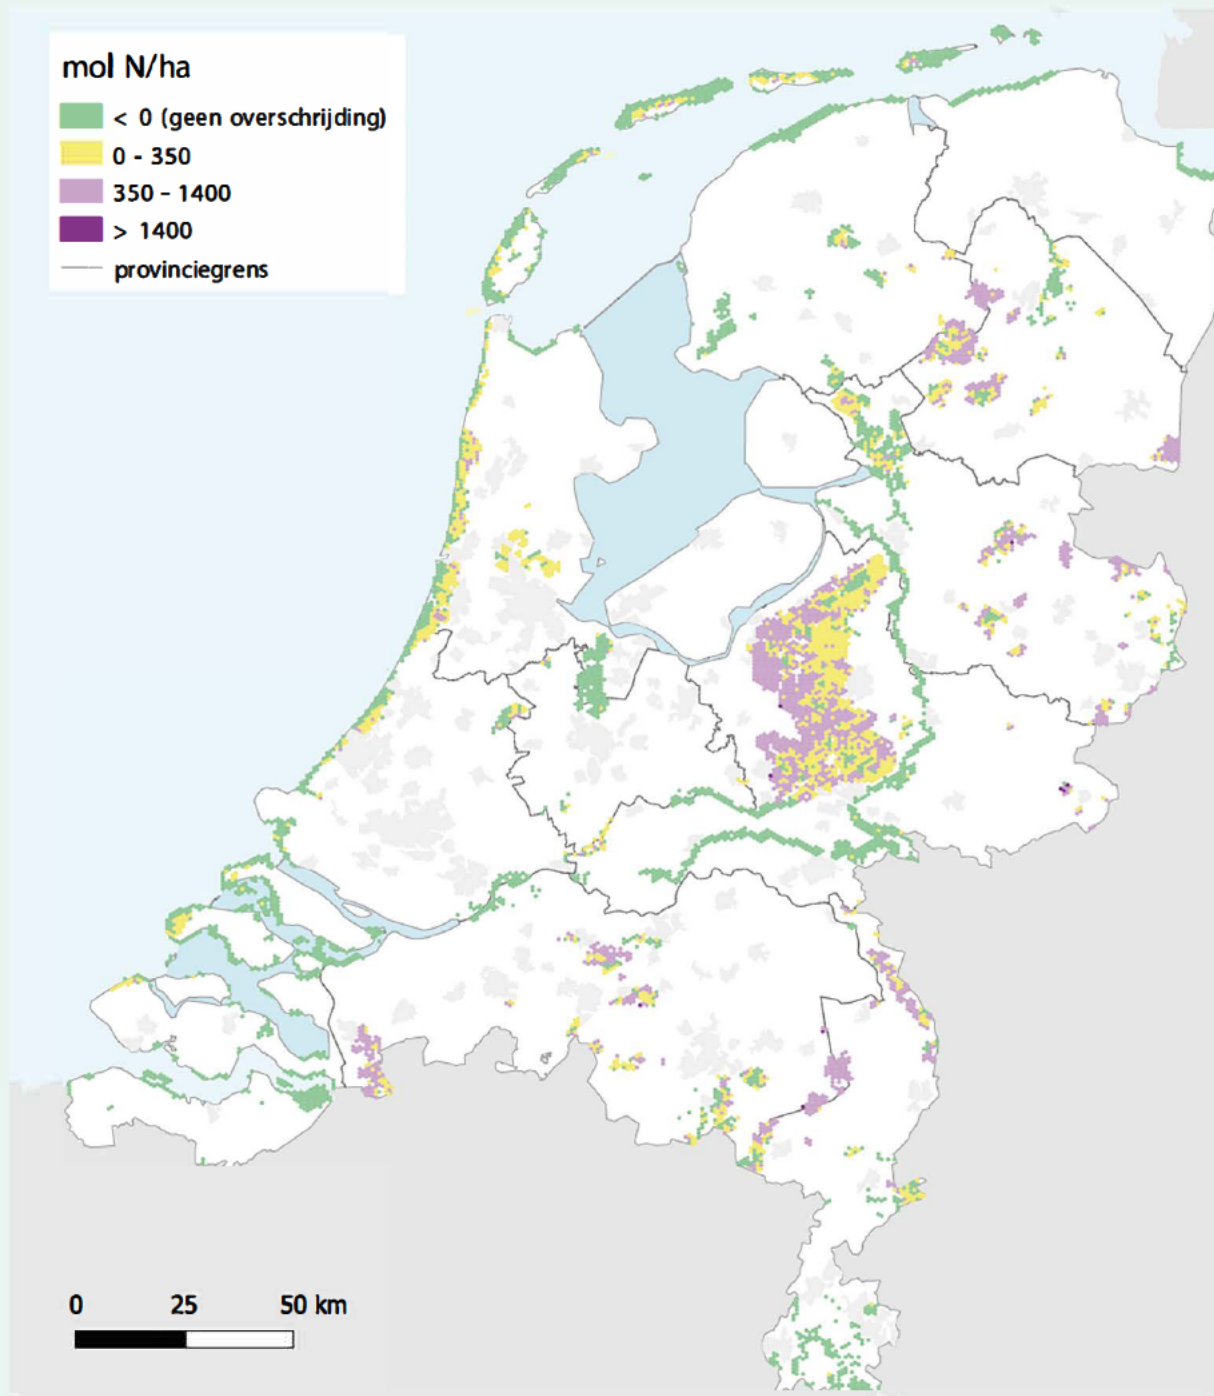 mol N/ha
< 0 (geen overschrijding)
0 - 350
350 - 1400
> 1400
provinciegrens
0 25 50 km